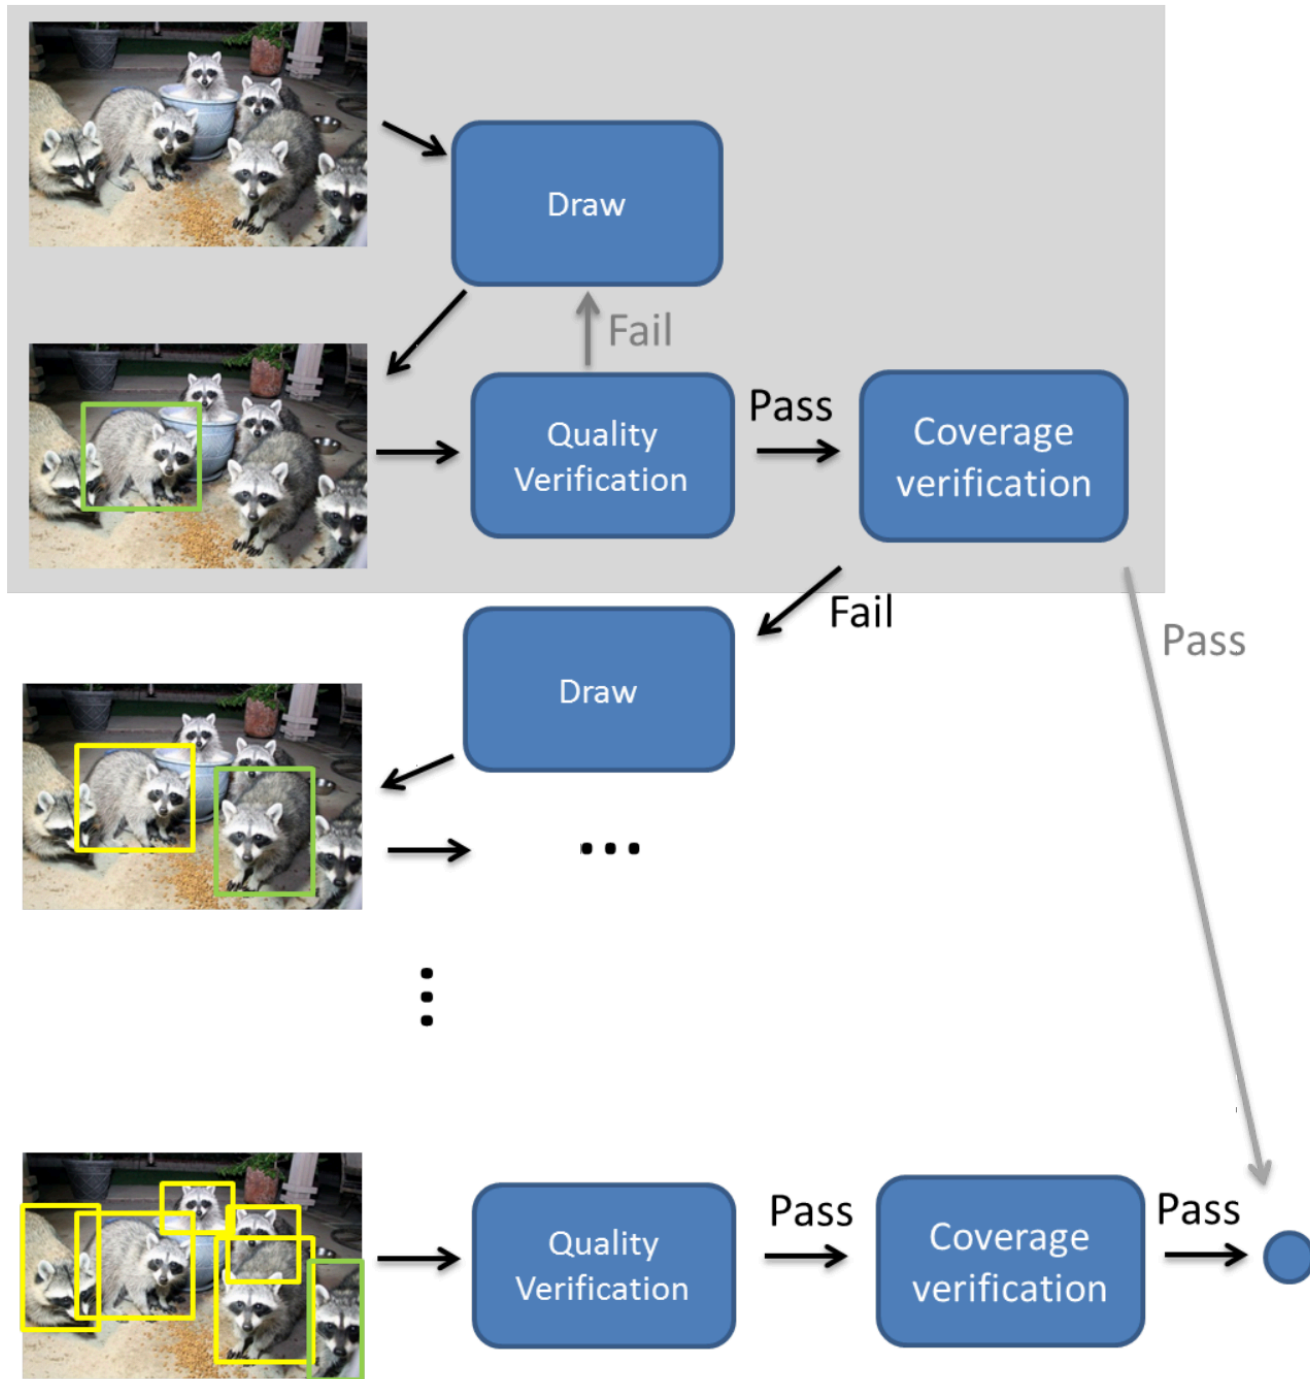 Draw
Fail
Quality
Verification
Pass
Coverage
verification
Fail
Pass
Draw
...
Quality
Verification
Pass
Coverage
verification
Pass